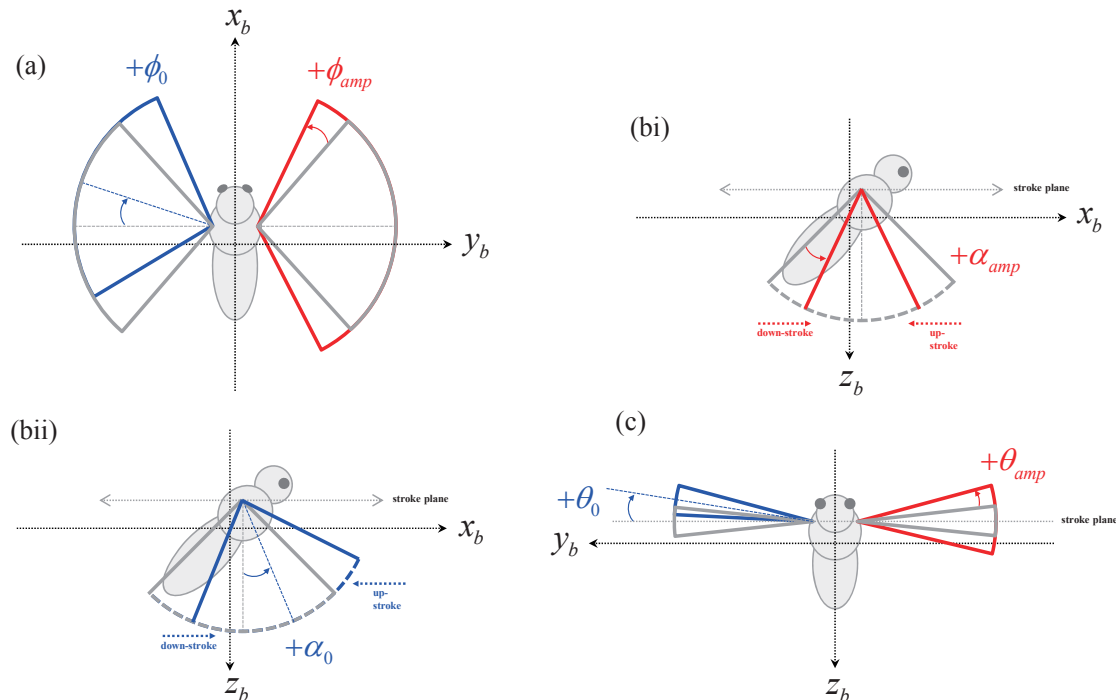 x_b
(a)
+ϕ_0
+ϕ_amp
y_b
(bi)
stroke plane
x_b
+α_amp
down-stroke
up-
stroke
z_b
(bii)
stroke plane
x_b
up-
stroke
down-stroke
+α_0
z_b
(c)
+θ_amp
+θ_0
stroke plane
y_b